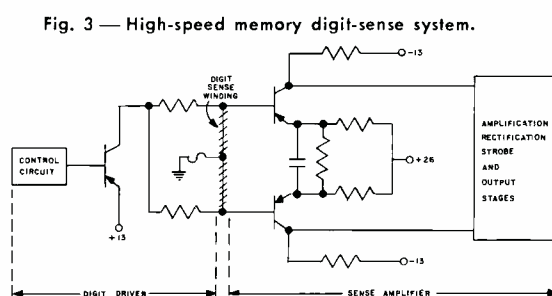 Fig. 3 — High-speed memory digit-sense system.
-13
DIGIT
SENSE
WINDING
CONTROL
CIRCUIT
+13
+26
AMPLIFICATION
RECTIFICATION
STROBE
AND
OUTPUT
STAGES
-13
DIGIT DRIVER
SENSE AMPLIFIER